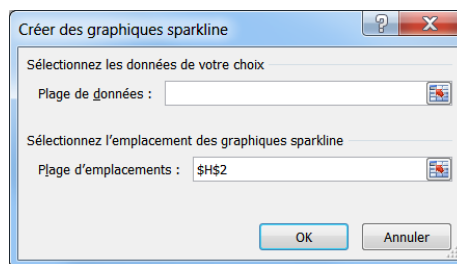 Créer des graphiques sparkline
Sélectionnez les données de votre choix
Plage de données :
Sélectionnez l'emplacement des graphiques sparkline
Plage d'emplacements : $H$2
OK Annuler